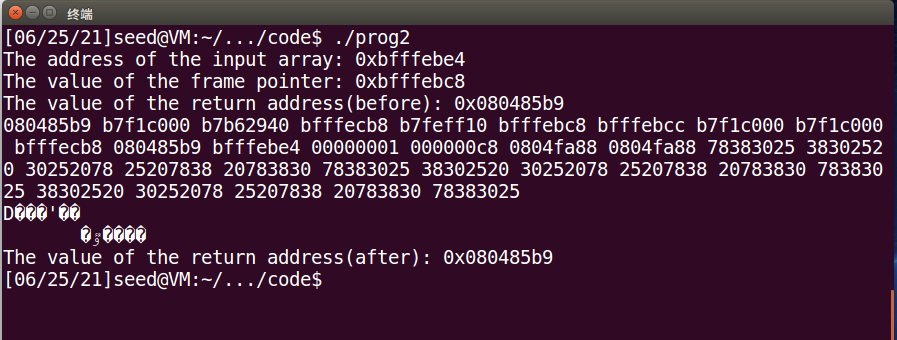 终端
[06/25/21]seed@VM:~/.../code$ ./prog2
The address of the input array: 0xbfffebe4
The value of the frame pointer: 0xbfffebc8
The value of the return address(before): 0x080485b9
080485b9 b7f1c000 b7b62940 bfffecb8 b7feff10 bfffebc8 bfffebcc b7f1c000 b7f1c000
 bfffecb8 080485b9 bfffebe4 00000001 000000c8 0804fa88 0804fa88 78383025 3830252
0 30252078 25207838 20783830 78383025 38302520 30252078 25207838 20783830 783830
25 38302520 30252078 25207838 20783830 78383025
D���'��
�ۊ����
The value of the return address(after): 0x080485b9
[06/25/21]seed@VM:~/.../code$